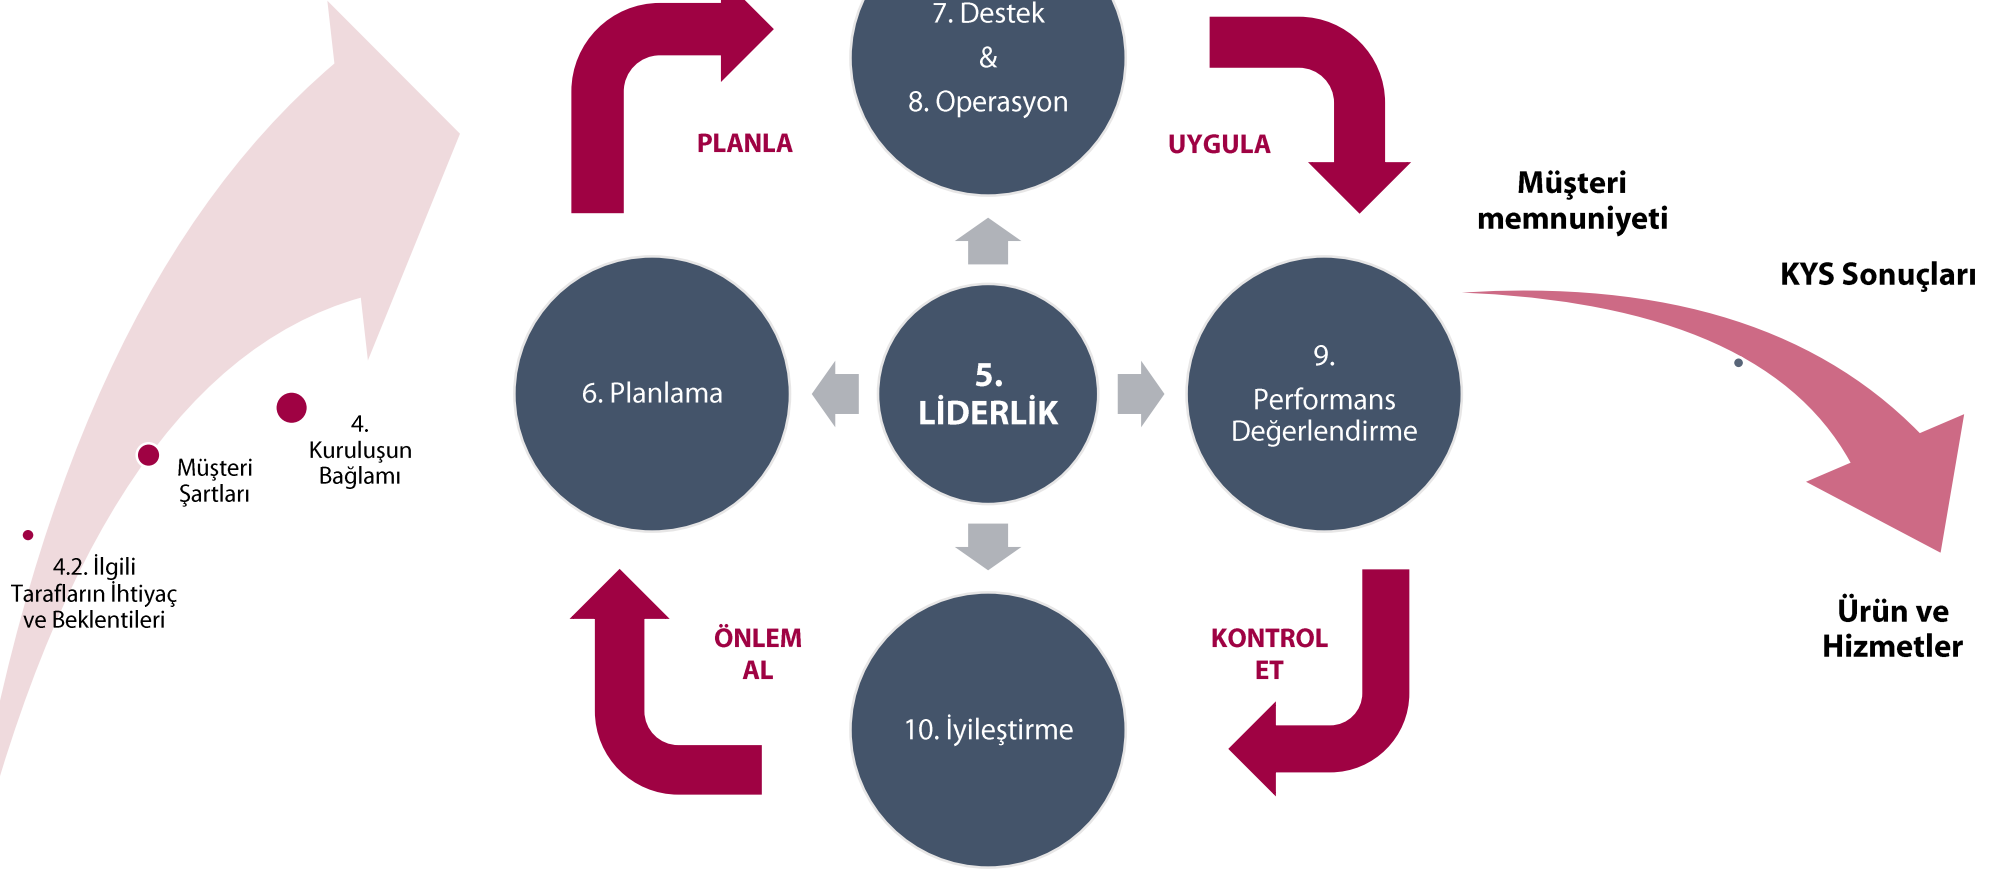 7. Destek
&
8. Operasyon
PLANLA
UYGULA
Müşteri
memnuniyeti
KYS Sonuçları
6. Planlama
5.
LİDERLİK
9.
Performans
Değerlendirme
4.
Kuruluşun
Bağlamı
Müşteri
Şartları
4.2. İlgili
Tarafların İhtiyaç
ve Beklentileri
ÖNLEM
AL
KONTROL
ET
Ürün ve
Hizmetler
10. İyileştirme